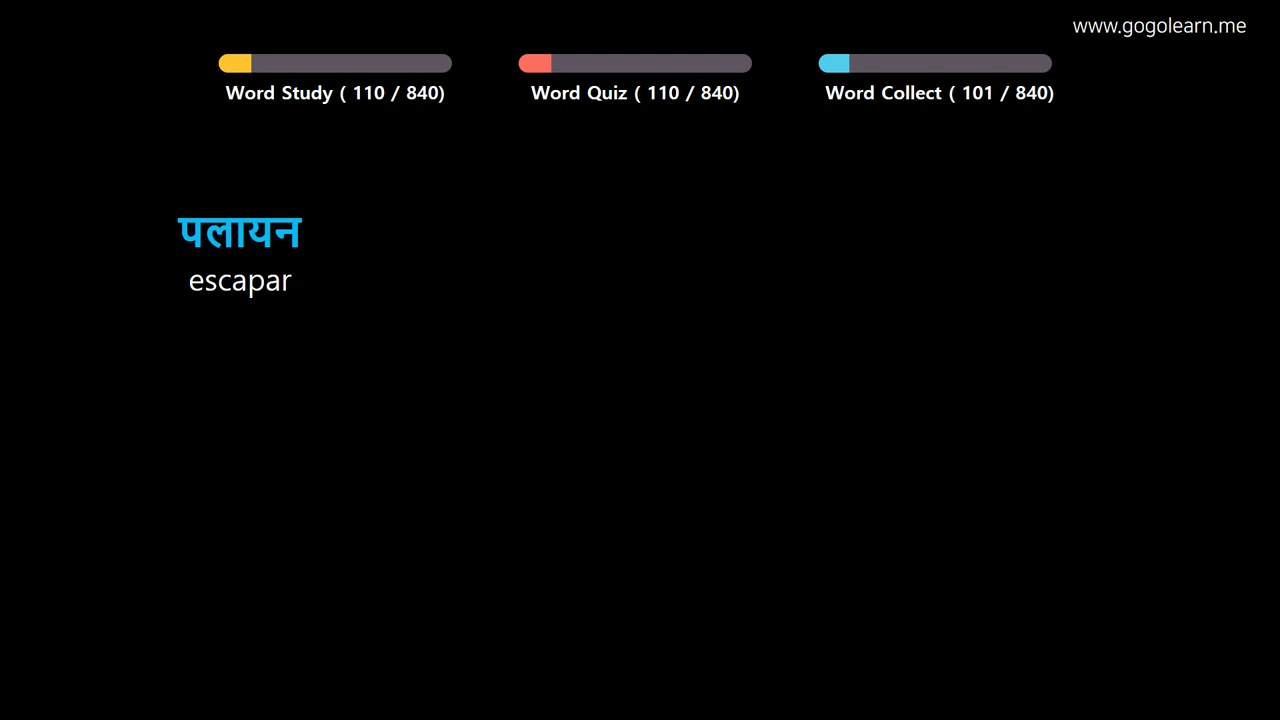 www.gogolearn.me
Word Study ( 110 / 840)
Word Quiz ( 110 / 840)
Word Collect ( 101 / 840)
पलायन
escapar